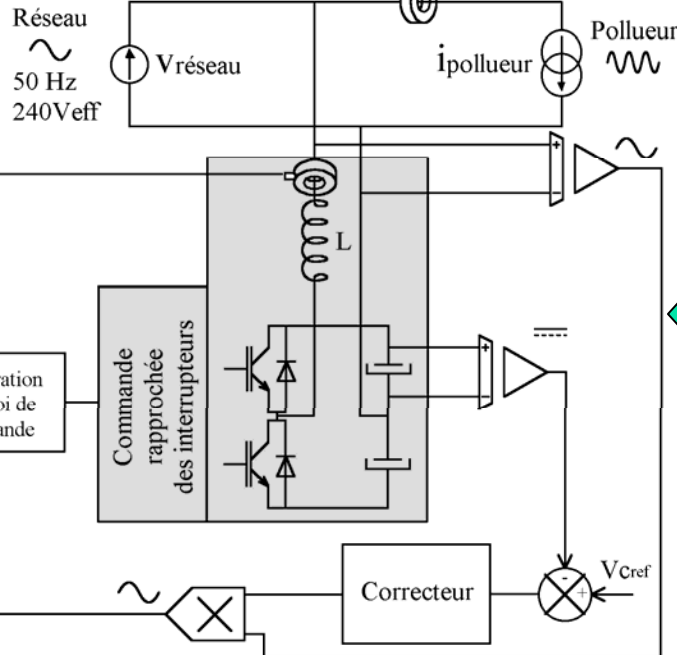 Réseau
50 Hz
240Veff
Vréseau
ipollueur
Pollueur
+
-
L
+
-
Commande
rapprochée
des interrupteurs
ration
oi de
ande
Vcref
-
+
Correcteur